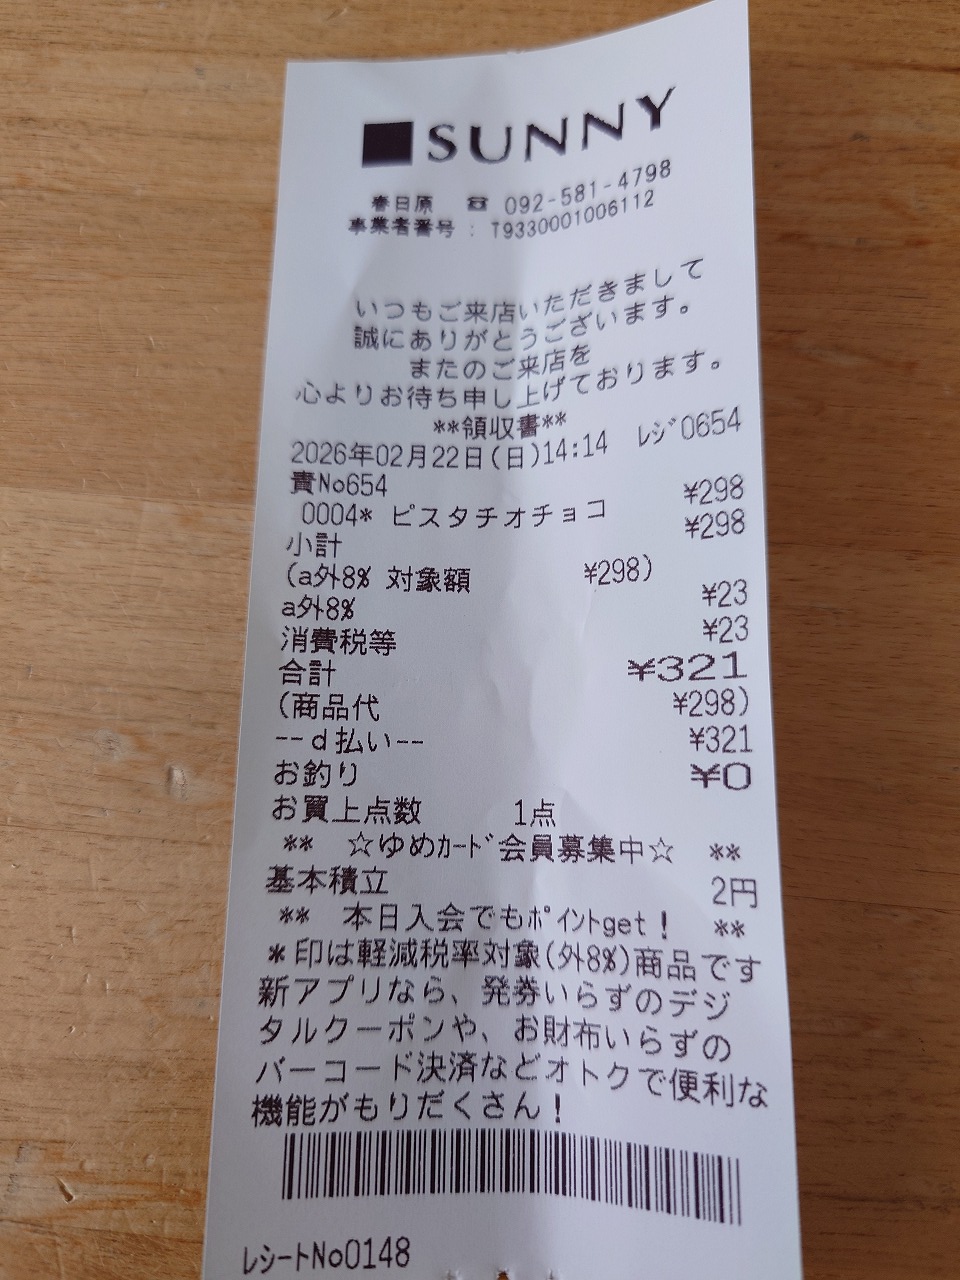 SUNNY
春日原 ☎ 092-581-4798
事業者番号 : T9330001006112
いつもご来店いただきまして
誠にありがとうございます。
またのご来店を
心よりお待ち申し上げております。
**領収書**
2026年02月22日(日)14:14 レジ0654
責No654
0004* ピスタチオチョコ ¥298
小計 ¥298
(a外8% 対象額 ¥298)
a外8% ¥23
消費税等 ¥23
合計 ¥321
(商品代 ¥298)
--d払い-- ¥321
お釣り ¥0
お買上点数 1点
** ☆ゆめカード会員募集中☆ **
基本積立 2円
** 本日入会でもポイントget! **
*印は軽減税率対象(外8%)商品です
新アプリなら、発券いらずのデジ
タルクーポンや、お財布いらずの
バーコード決済などオトクで便利な
機能がもりだくさん!
レシートNo0148